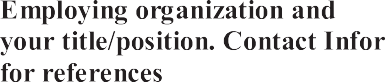 Employing organization and
your title/position. Contact Infor
for references